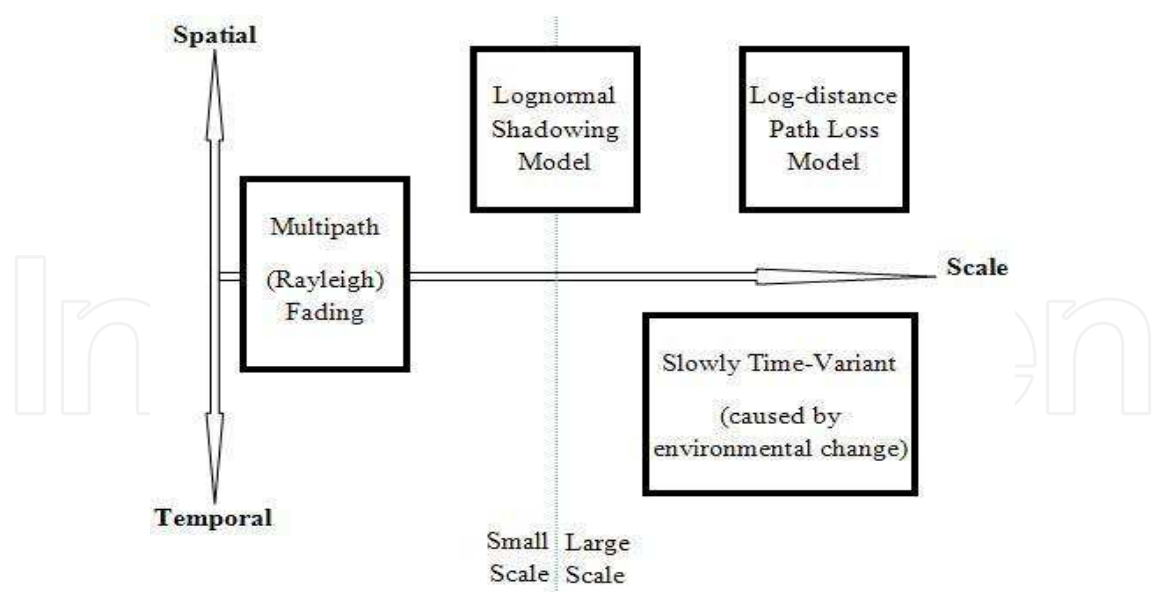 Spatial
Lognormal
Shadowing
Model
Log-distance
Path Loss
Model
Multipath
(Rayleigh)
Fading
Scale
Slowly Time-Variant
(caused by
environmental change)
Temporal
Small
Scale
Large
Scale